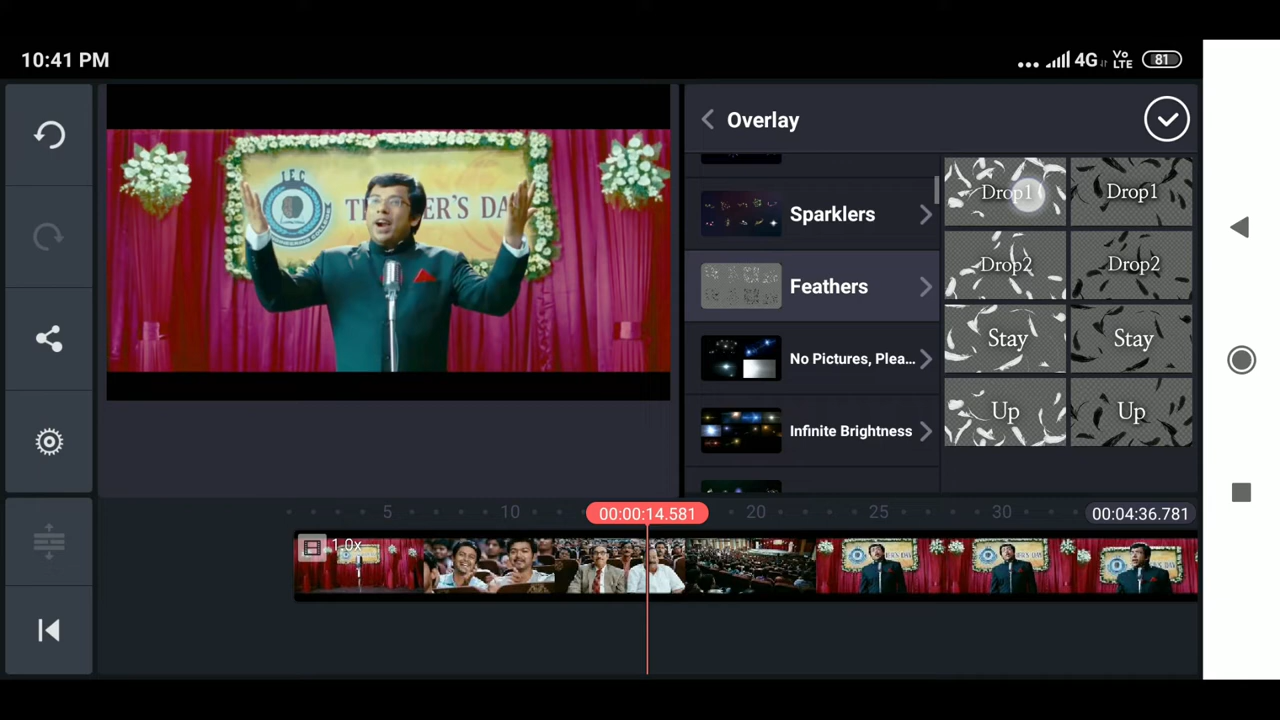 10:41 PM
4G
Vo
LTE
81
I E C
TEACHER'S DAY
Overlay
Sparklers
Feathers
No Pictures, Plea...
Infinite Brightness
Drop1
Drop1
Drop2
Drop2
Stay
Stay
Up
Up
5
10
00:00:14.581
20
25
30
00:04:36.781
1.0x